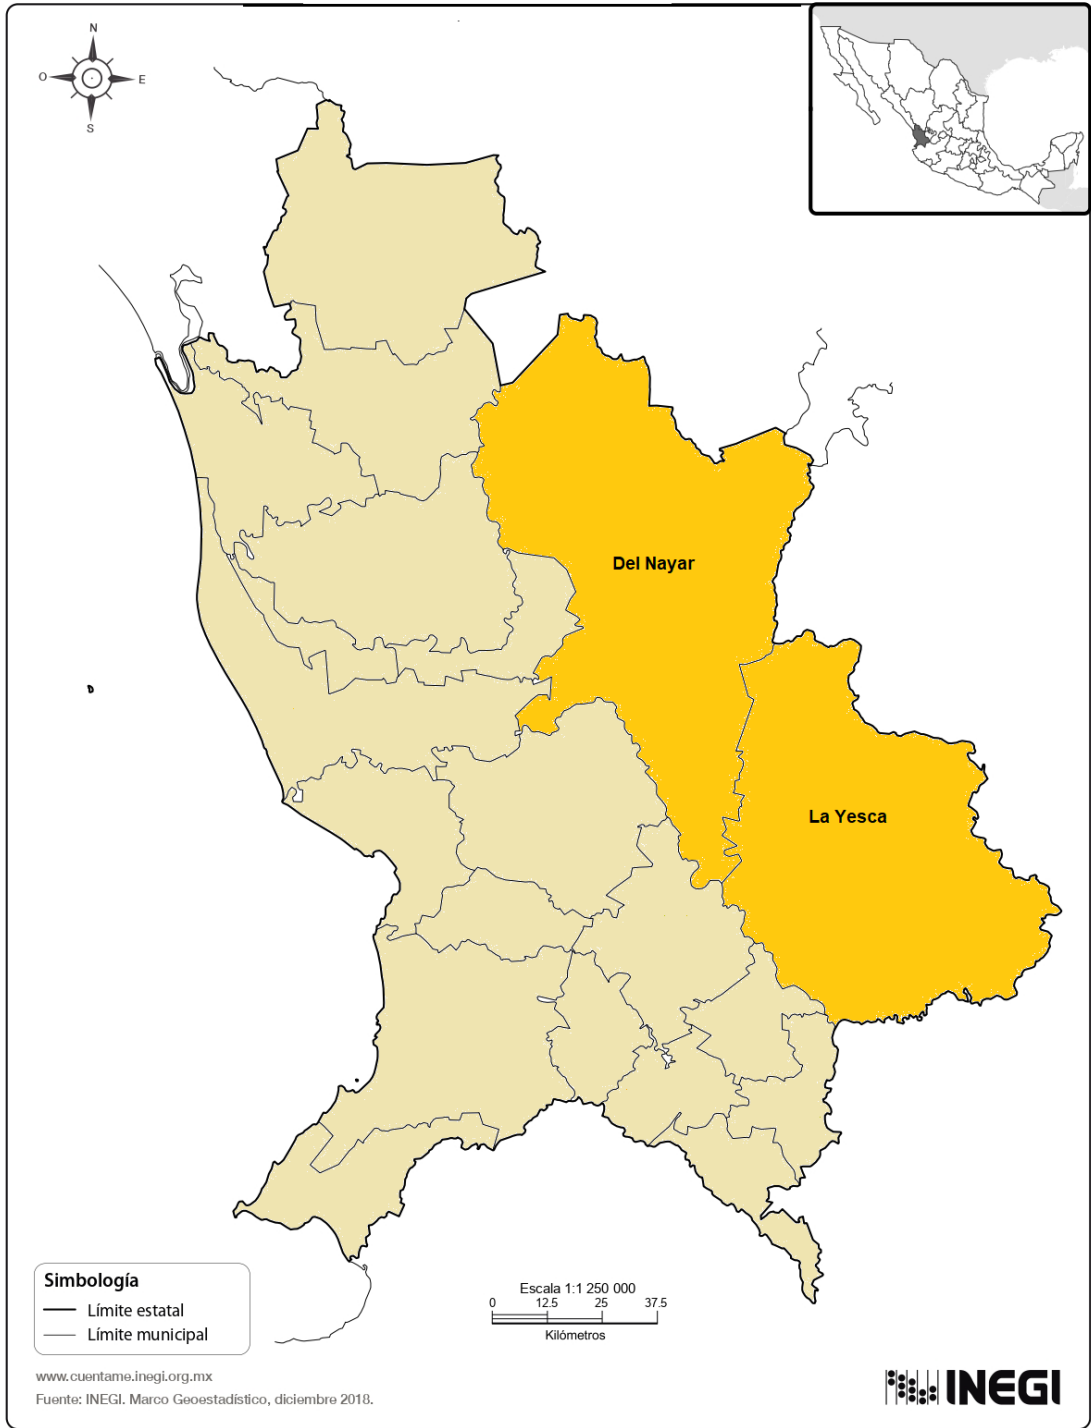 N
O
E
S
Del Nayar
La Yesca
Simbología
Límite estatal
Límite municipal
Escala 1:1 250 000
0 12.5 25 37.5
Kilómetros
www.cuentame.inegi.org.mx
Fuente: INEGI. Marco Geoestadístico, diciembre 2018.
INEGI